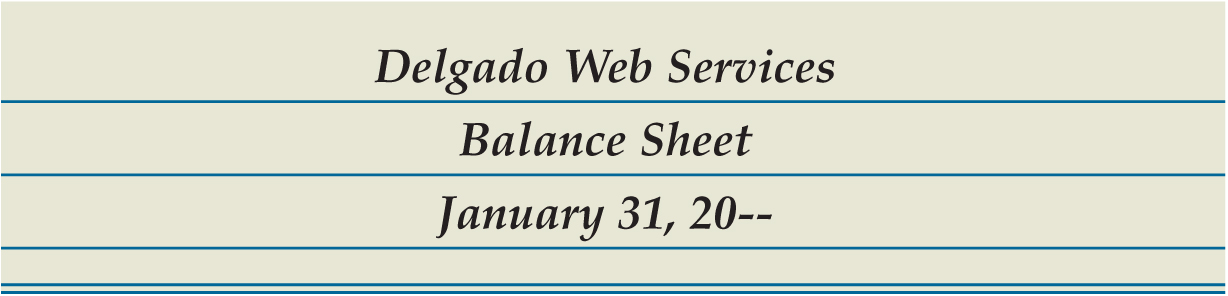 Delgado Web Services
Balance Sheet
January 31, 20--